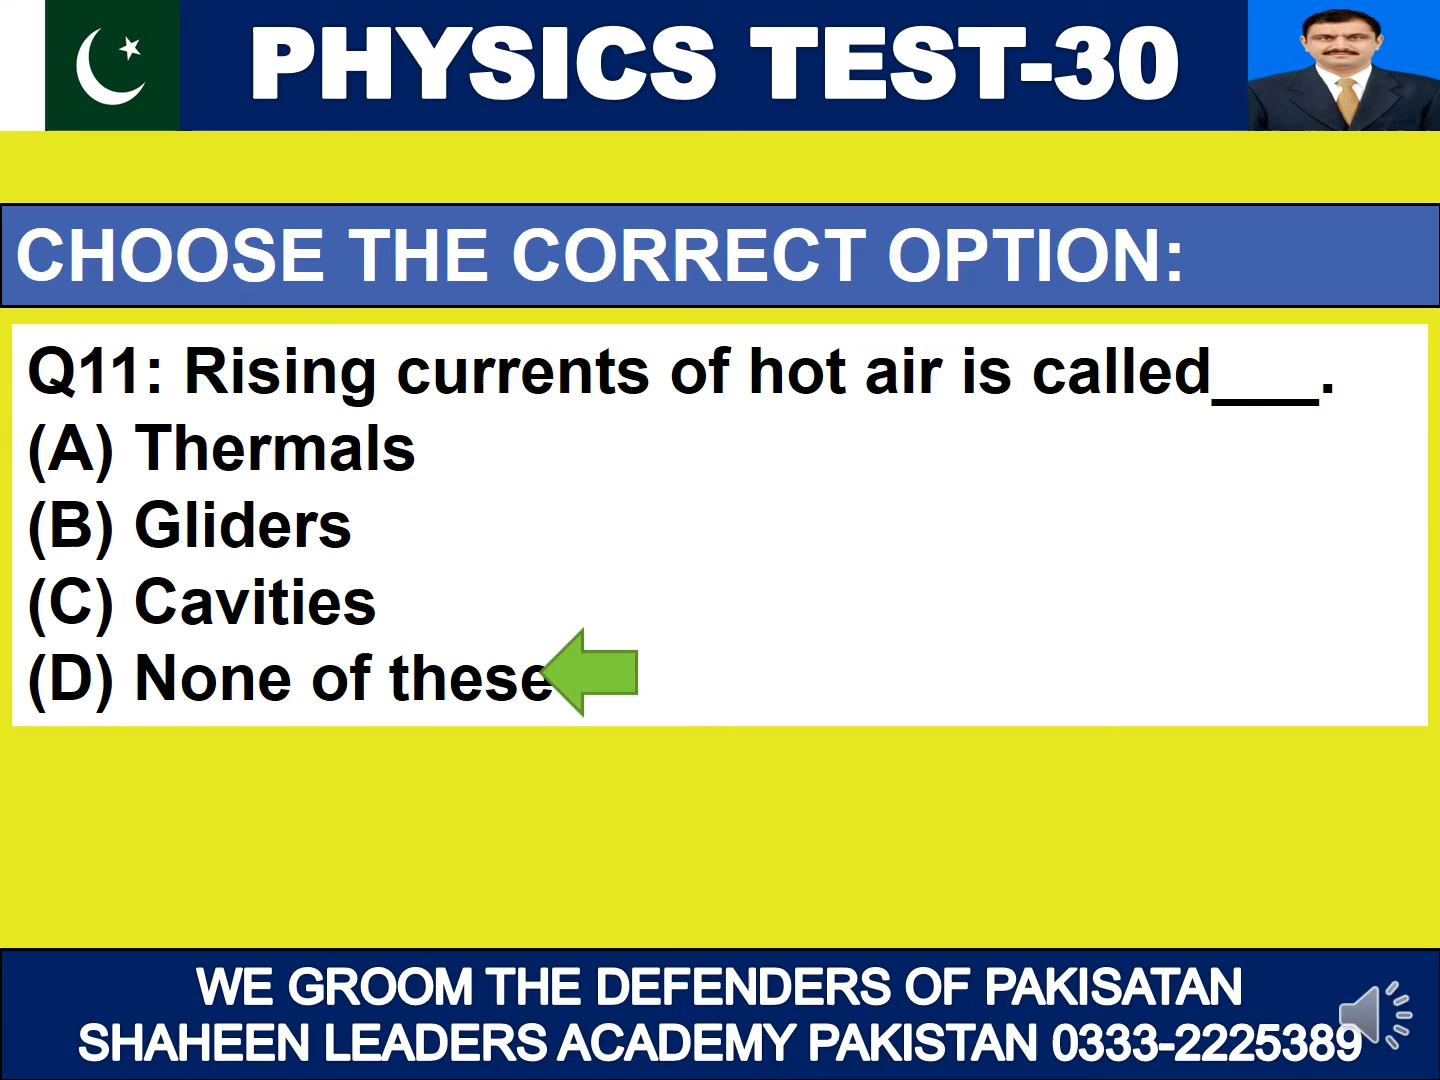 PHYSICS TEST-30
CHOOSE THE CORRECT OPTION:
Q11: Rising currents of hot air is called___.
(A) Thermals
(B) Gliders
(C) Cavities
(D) None of these
WE GROOM THE DEFENDERS OF PAKISATAN
SHAHEEN LEADERS ACADEMY PAKISTAN 0333-2225389